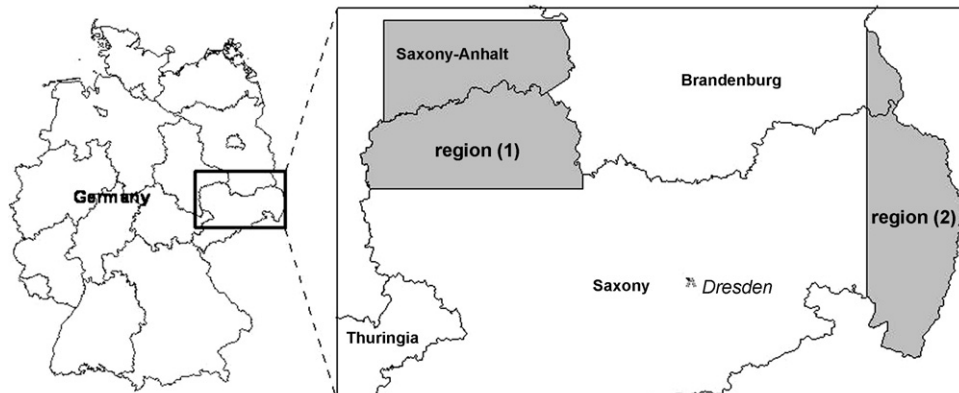 Germany
Saxony-Anhalt
Brandenburg
region (1)
region (2)
Saxony
Dresden
Thuringia